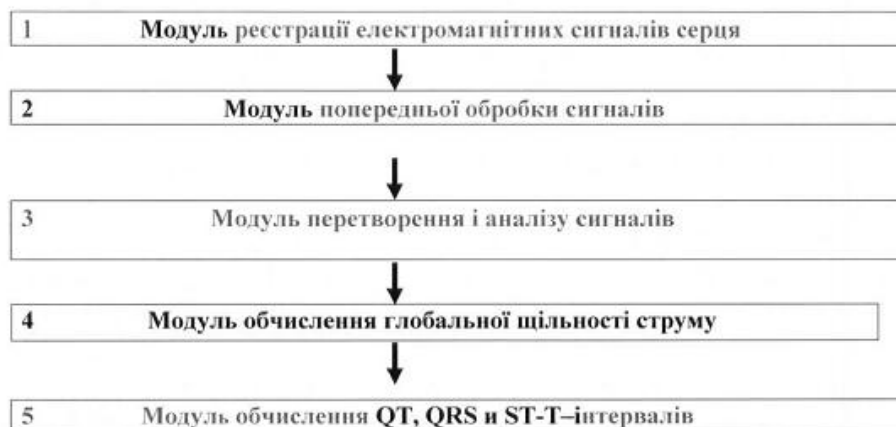 1 Модуль реєстрації електромагнітних сигналів серця
2 Модуль попередньої обробки сигналів
3 Модуль перетворення і аналізу сигналів
4 Модуль обчислення глобальної щільності струму
5 Модуль обчислення QT, QRS и ST-T–інтервалів